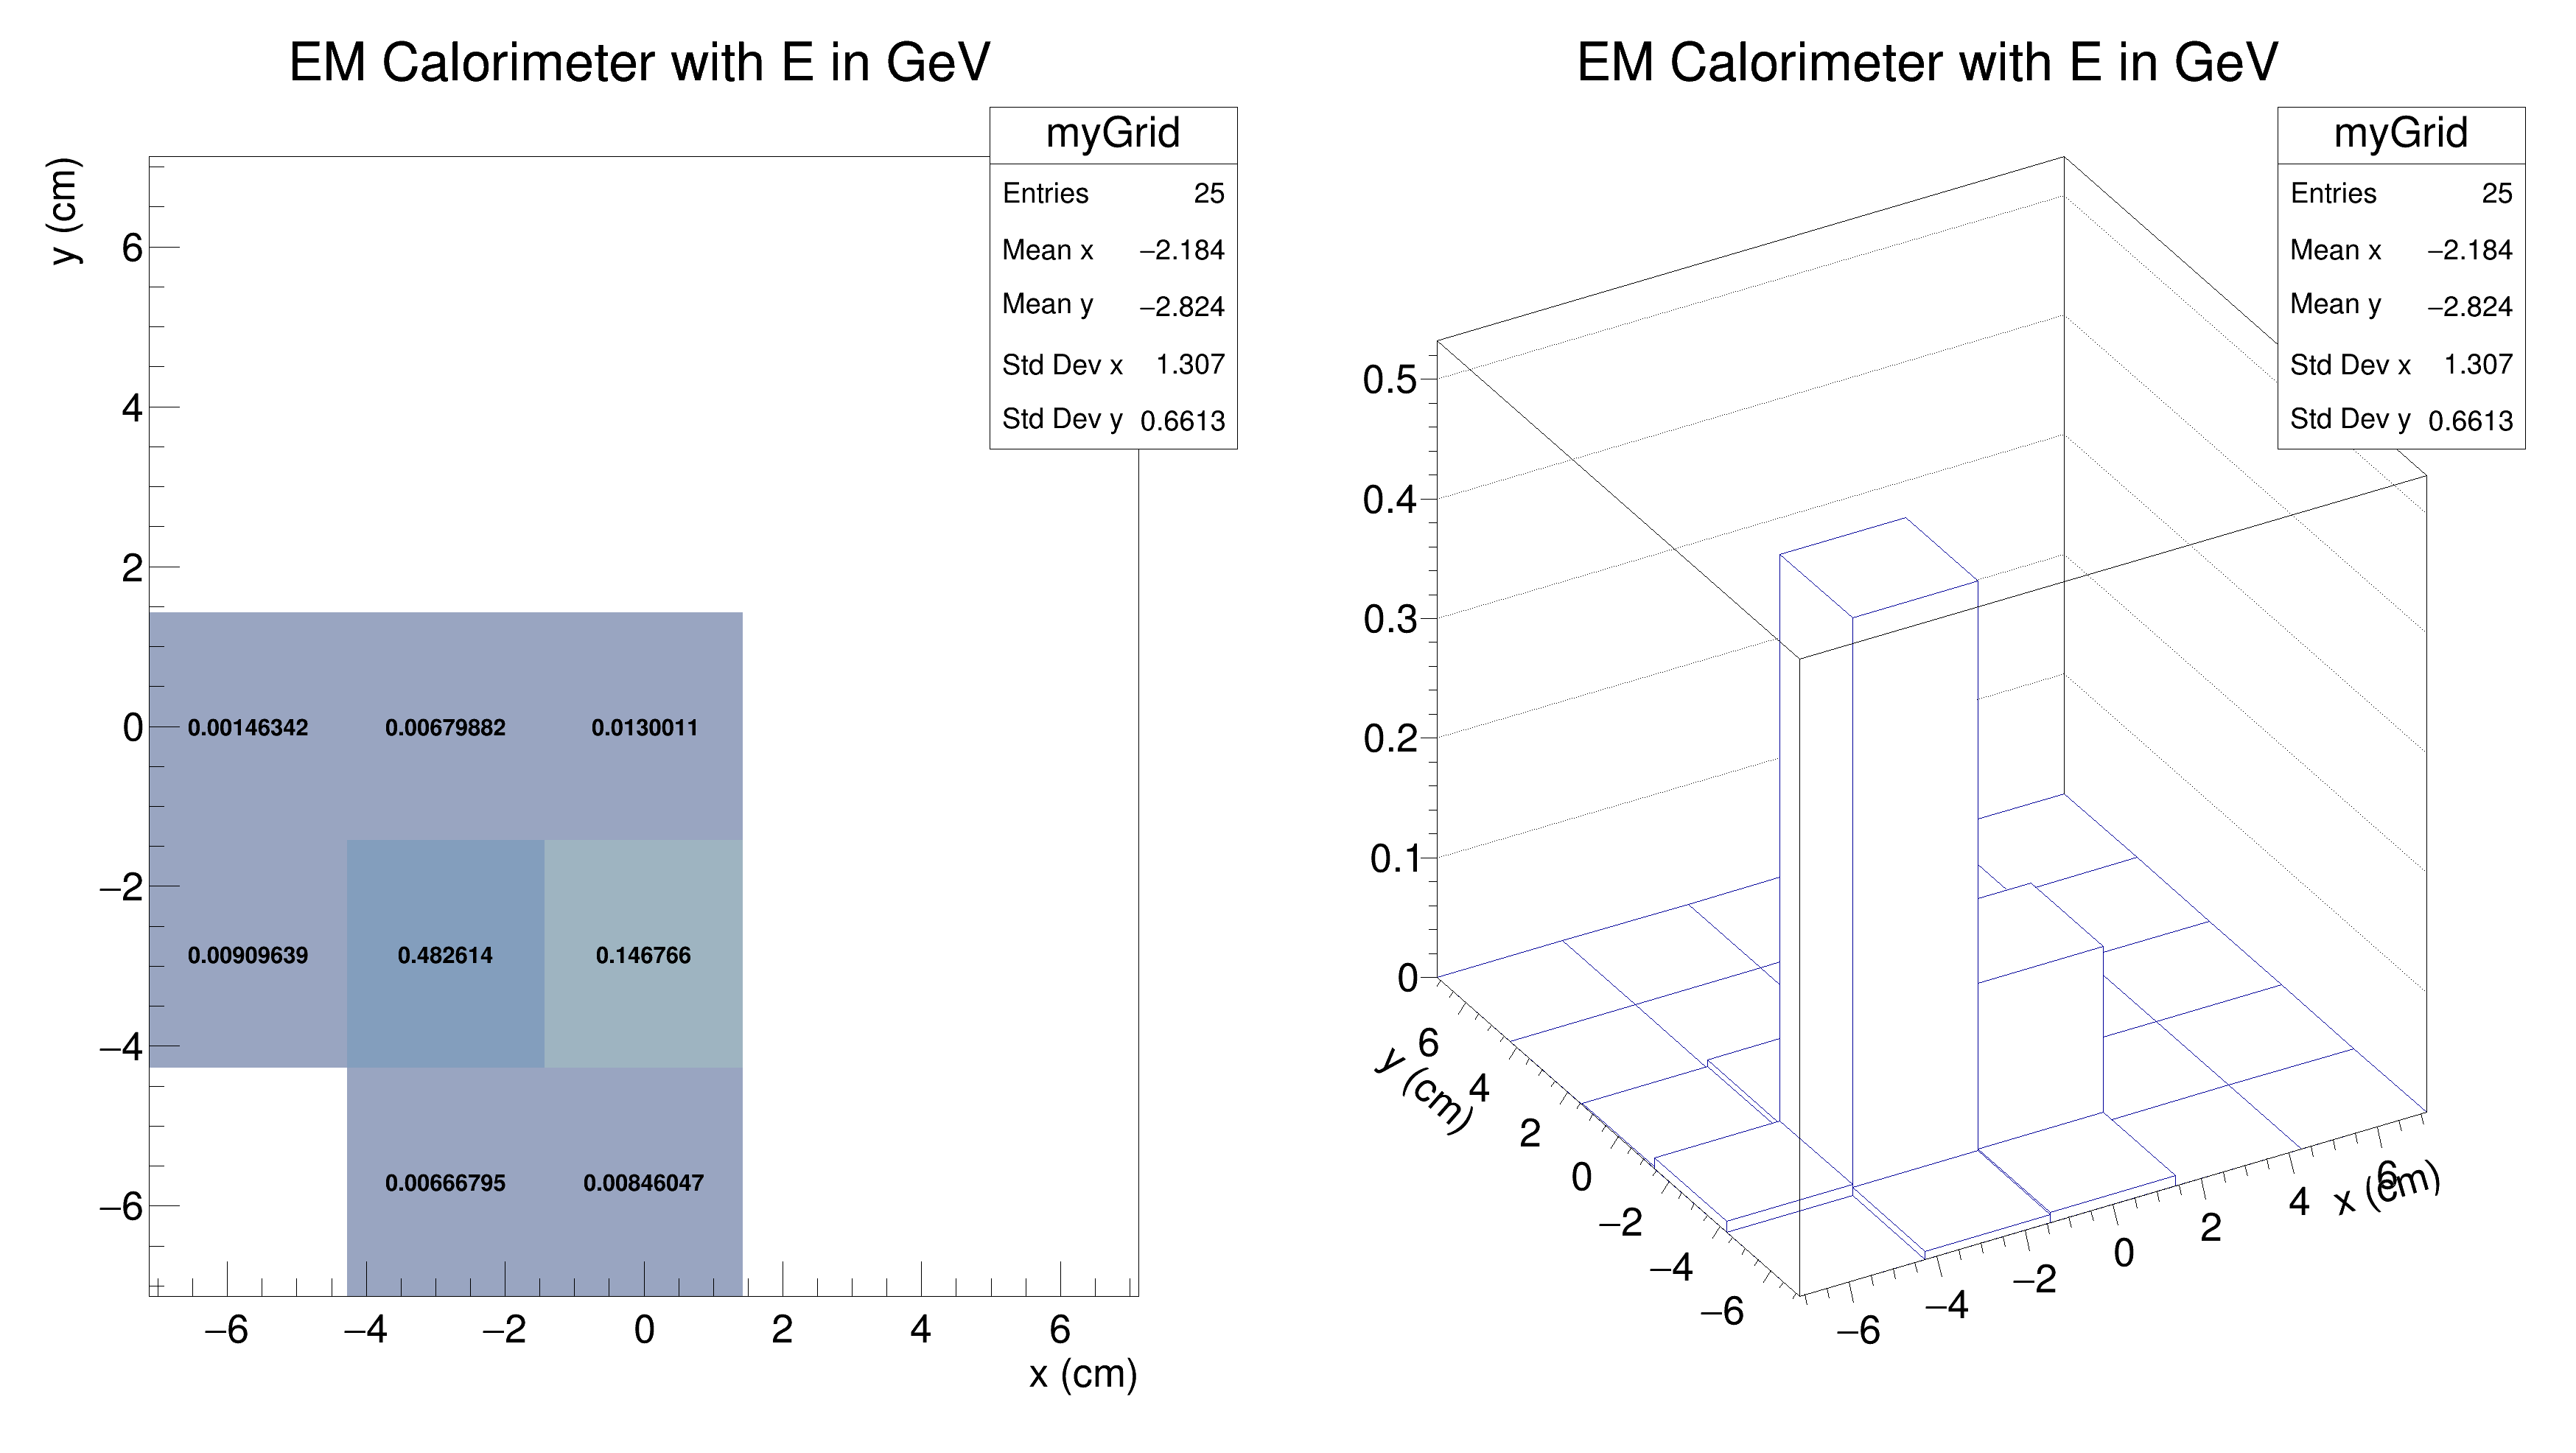 EM Calorimeter with E in GeV
myGrid
Entries 25
Mean x −2.184
Mean y −2.824
Std Dev x 1.307
Std Dev y 0.6613
y (cm)
6
4
2
0
−2
−4
−6
0.00146342 0.00679882 0.0130011
0.00909639 0.482614 0.146766
0.00666795 0.00846047
−6 −4 −2 0 2 4 6
x (cm)
EM Calorimeter with E in GeV
myGrid
Entries 25
Mean x −2.184
Mean y −2.824
Std Dev x 1.307
Std Dev y 0.6613
0.5
0.4
0.3
0.2
0.1
0
y (cm)
6
4
2
0
−2
−4
−6
−6 −4 −2 0 2 4 6
x (cm)